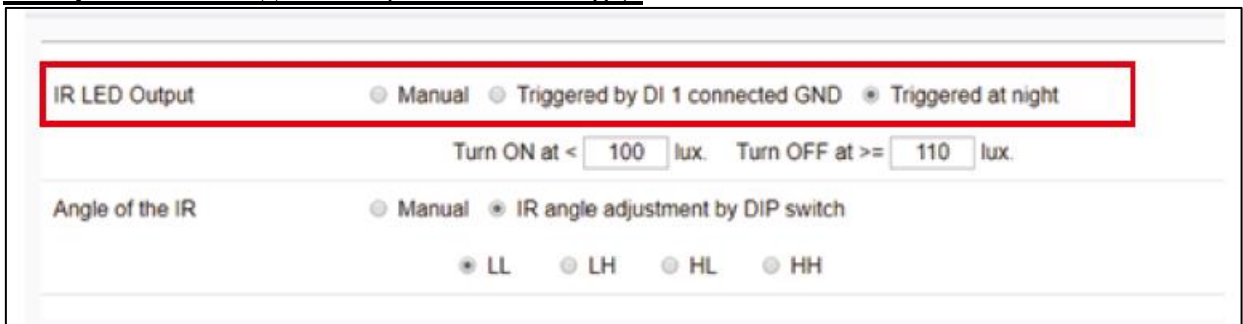 IR LED Output Manual Triggered by DI 1 connected GND Triggered at night
Turn ON at < 100 lux. Turn OFF at >= 110 lux.
Angle of the IR Manual IR angle adjustment by DIP switch
LL LH HL HH